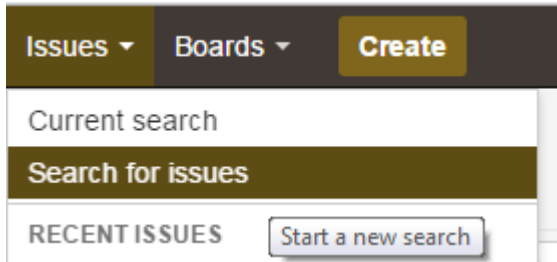 Issues Boards Create
Current search
Search for issues
RECENT ISSUES
Start a new search